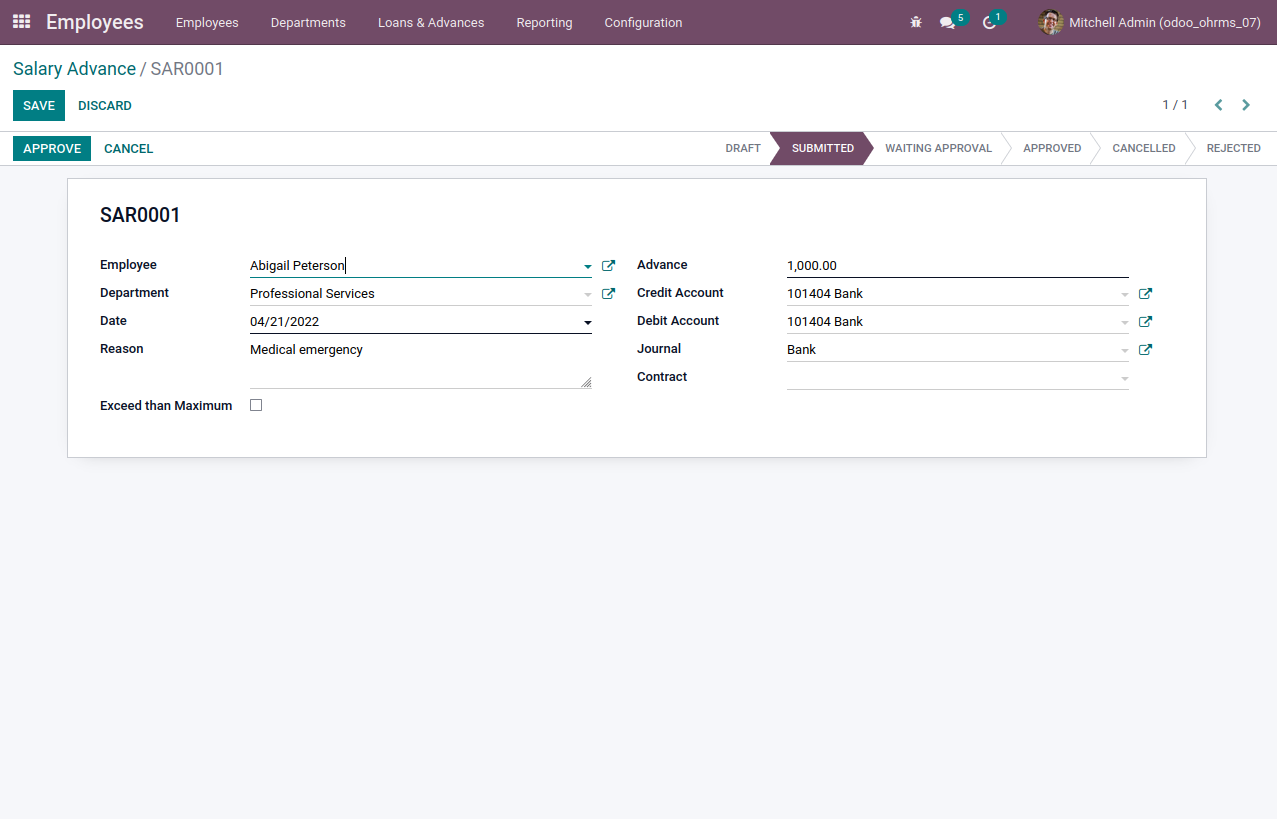 Employees Employees Departments Loans & Advances Reporting Configuration 5 1 Mitchell Admin (odoo_ohrms_07)
Salary Advance / SAR0001
SAVE DISCARD 1 / 1
APPROVE CANCEL DRAFT SUBMITTED WAITING APPROVAL APPROVED CANCELLED REJECTED
SAR0001
Employee Abigail Peterson Advance 1,000.00
Department Professional Services Credit Account 101404 Bank
Date 04/21/2022 Debit Account 101404 Bank
Reason Medical emergency Journal Bank
Contract
Exceed than Maximum